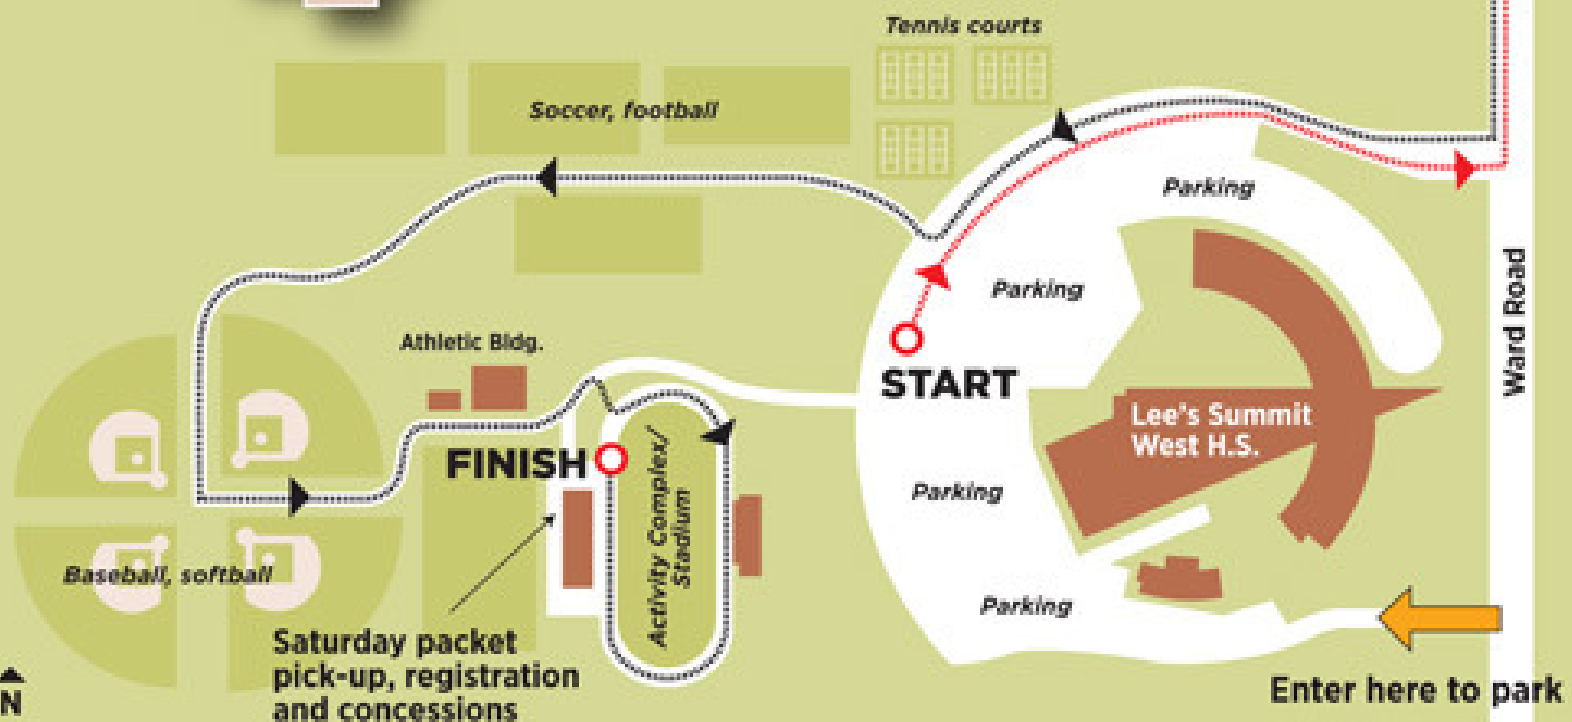 Tennis courts
Soccer, football
Parking
Parking
Ward Road
Athletic Bldg.
START
Lee's Summit
West H.S.
FINISH
Parking
Activity Complex/
Stadium
Baseball, softball
Parking
Saturday packet
pick-up, registration
and concessions
Enter here to park
N